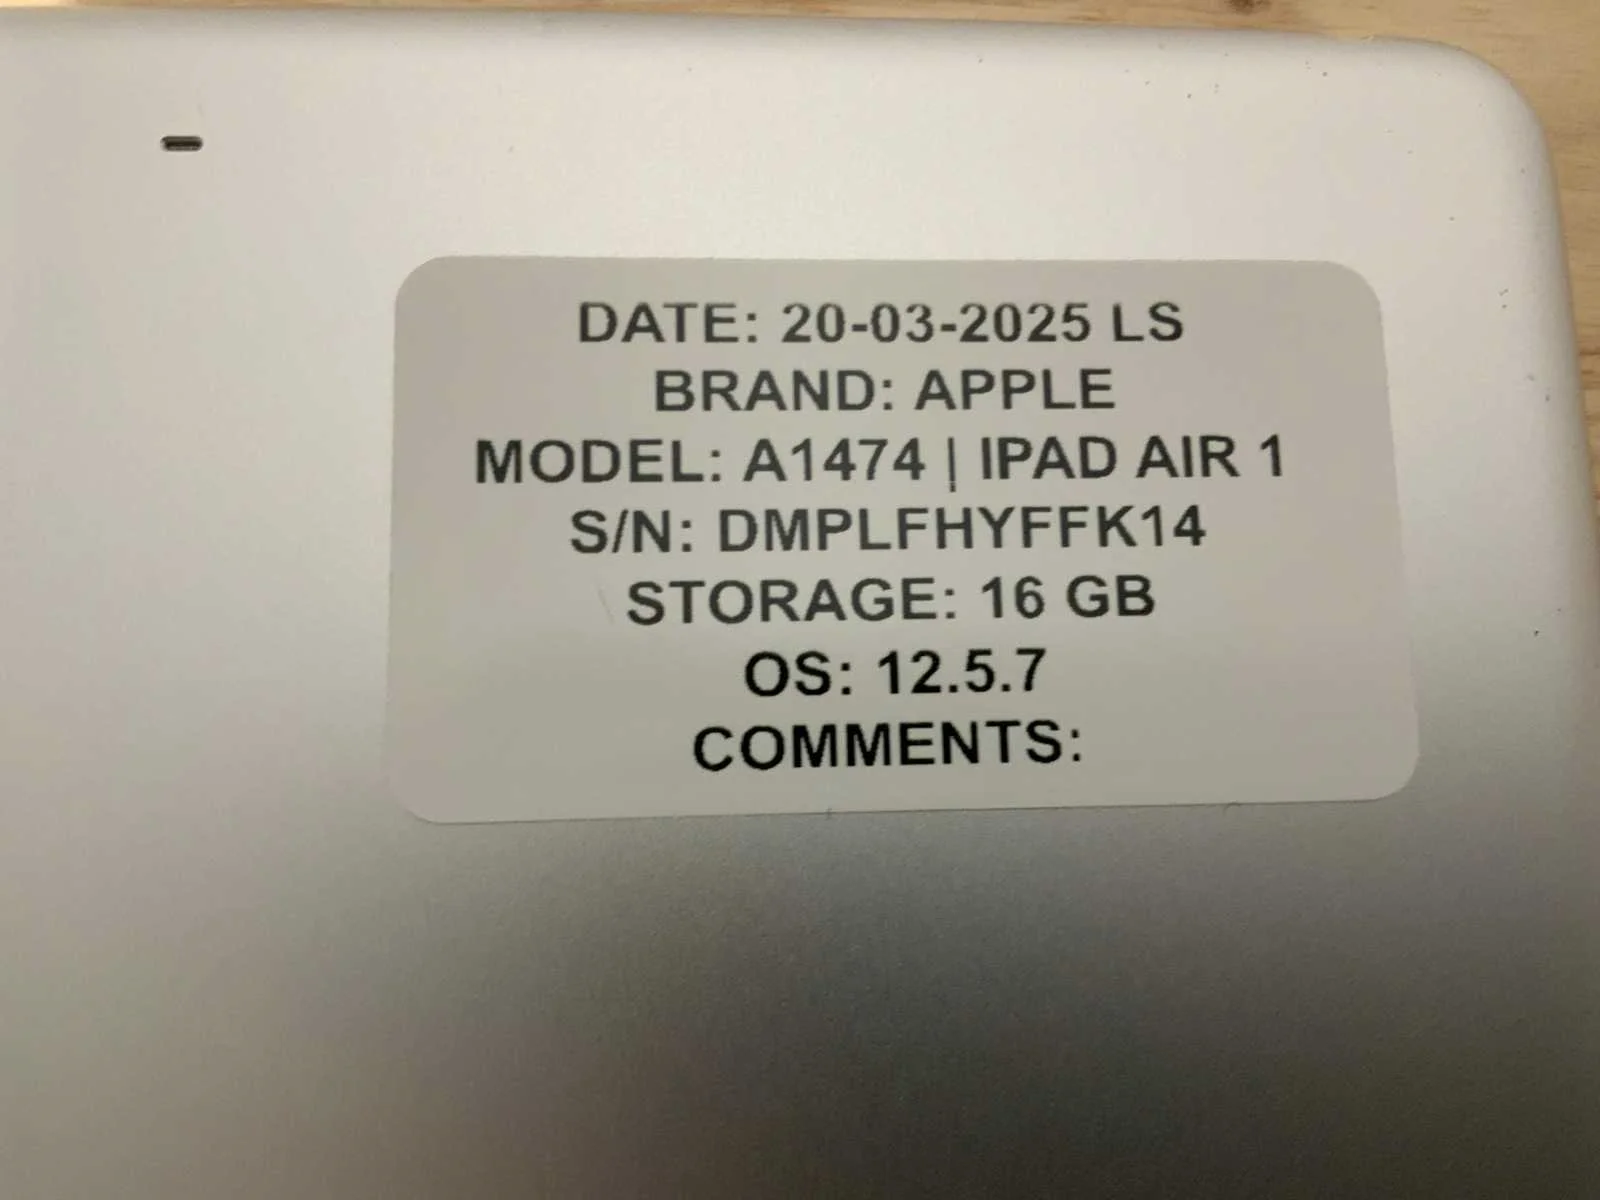 DATE: 20-03-2025 LS
BRAND: APPLE
MODEL: A1474 | IPAD AIR 1
S/N: DMPLFHYFFK14
STORAGE: 16 GB
OS: 12.5.7
COMMENTS: